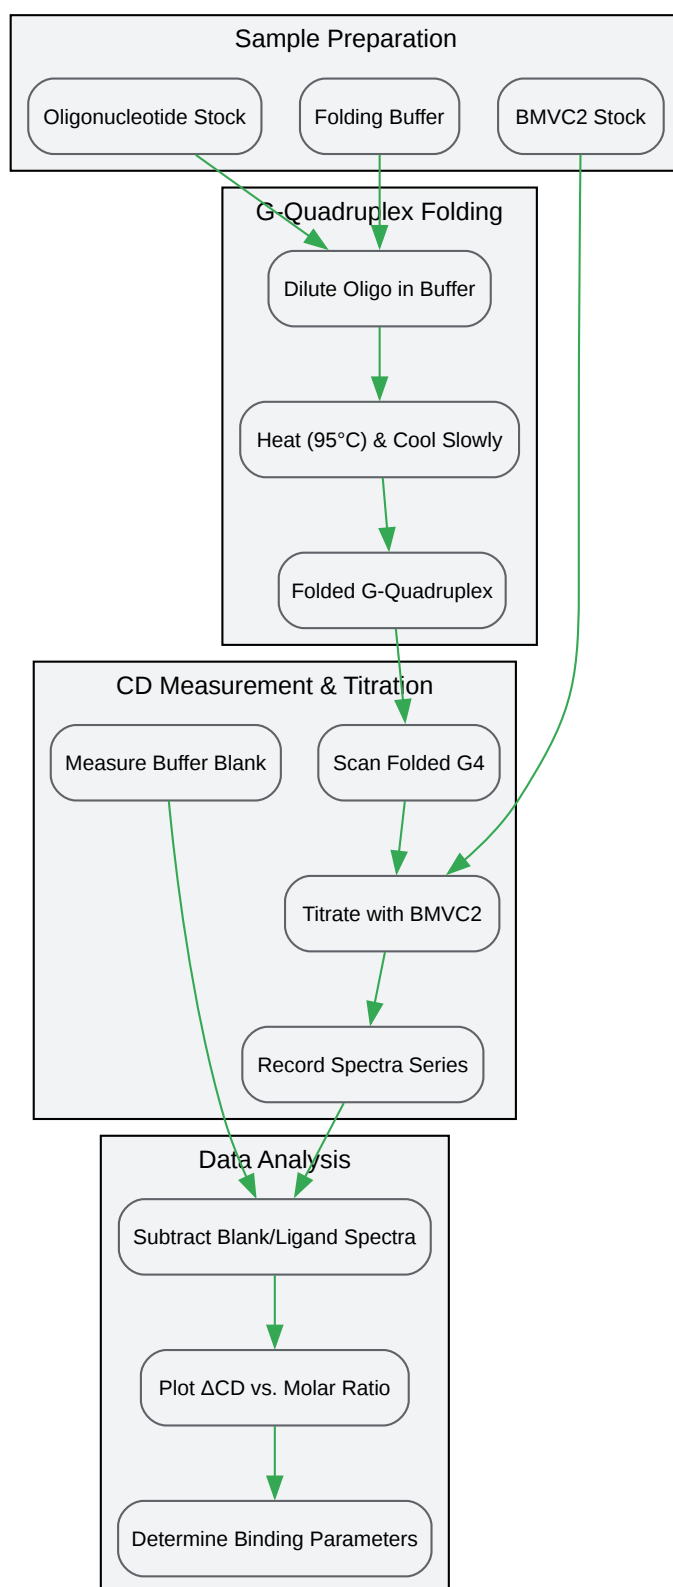 Sample Preparation
Oligonucleotide Stock
Folding Buffer
BMVC2 Stock
G-Quadruplex Folding
Dilute Oligo in Buffer
Heat (95°C) & Cool Slowly
Folded G-Quadruplex
CD Measurement & Titration
Measure Buffer Blank
Scan Folded G4
Titrate with BMVC2
Record Spectra Series
Data Analysis
Subtract Blank/Ligand Spectra
Plot ΔCD vs. Molar Ratio
Determine Binding Parameters